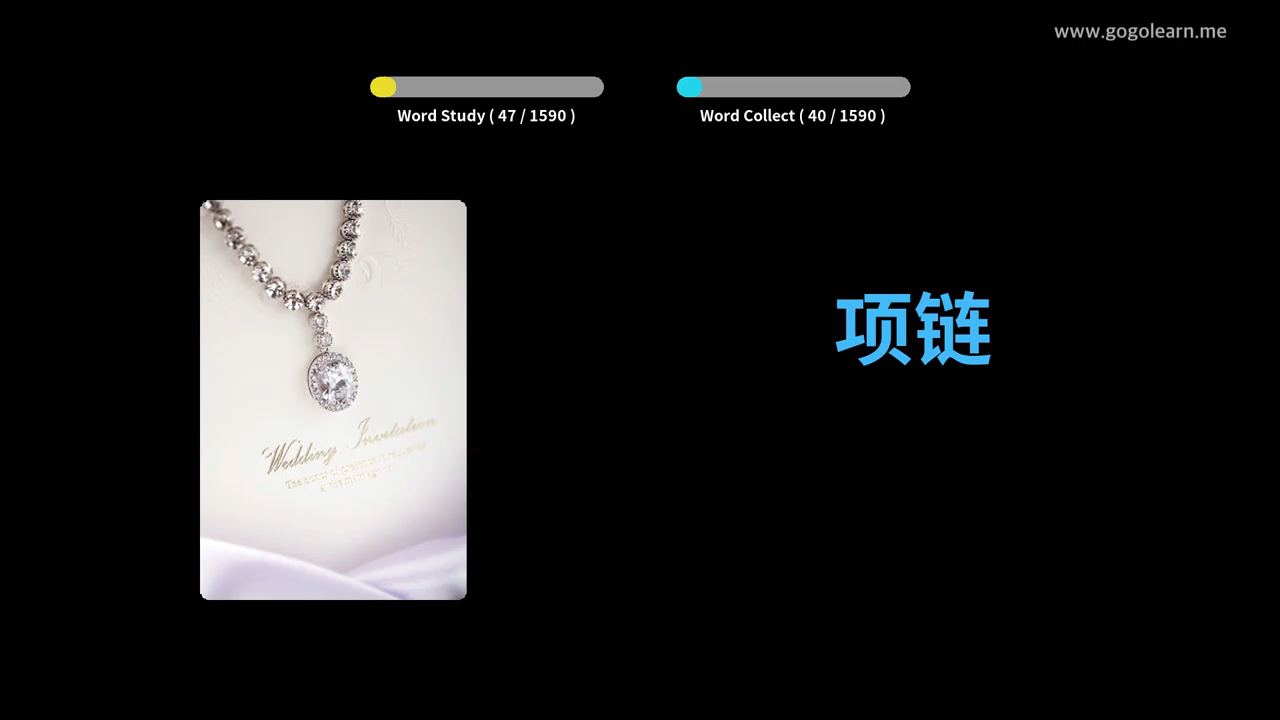 www.gogolearn.me
Word Study ( 47 / 1590 )
Word Collect ( 40 / 1590 )
项链
Wedding Invitation